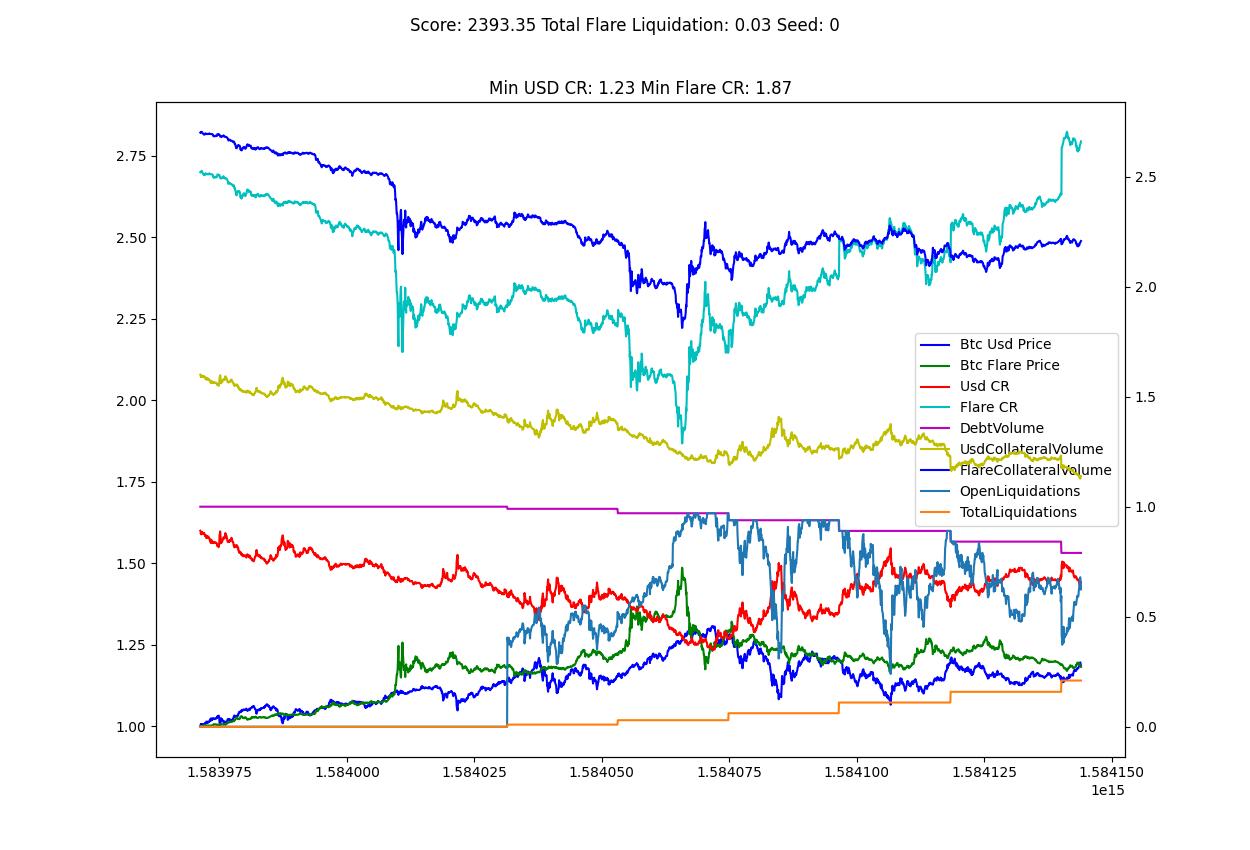 Score: 2393.35 Total Flare Liquidation: 0.03 Seed: 0
Min USD CR: 1.23 Min Flare CR: 1.87
2.75
2.50
2.25
2.00
1.75
1.50
1.25
1.00
2.5
2.0
1.5
1.0
0.5
0.0
Btc Usd Price
Btc Flare Price
Usd CR
Flare CR
DebtVolume
UsdCollateralVolume
FlareCollateralVolume
OpenLiquidations
TotalLiquidations
1.583975 1.584000 1.584025 1.584050 1.584075 1.584100 1.584125 1.584150
1e15